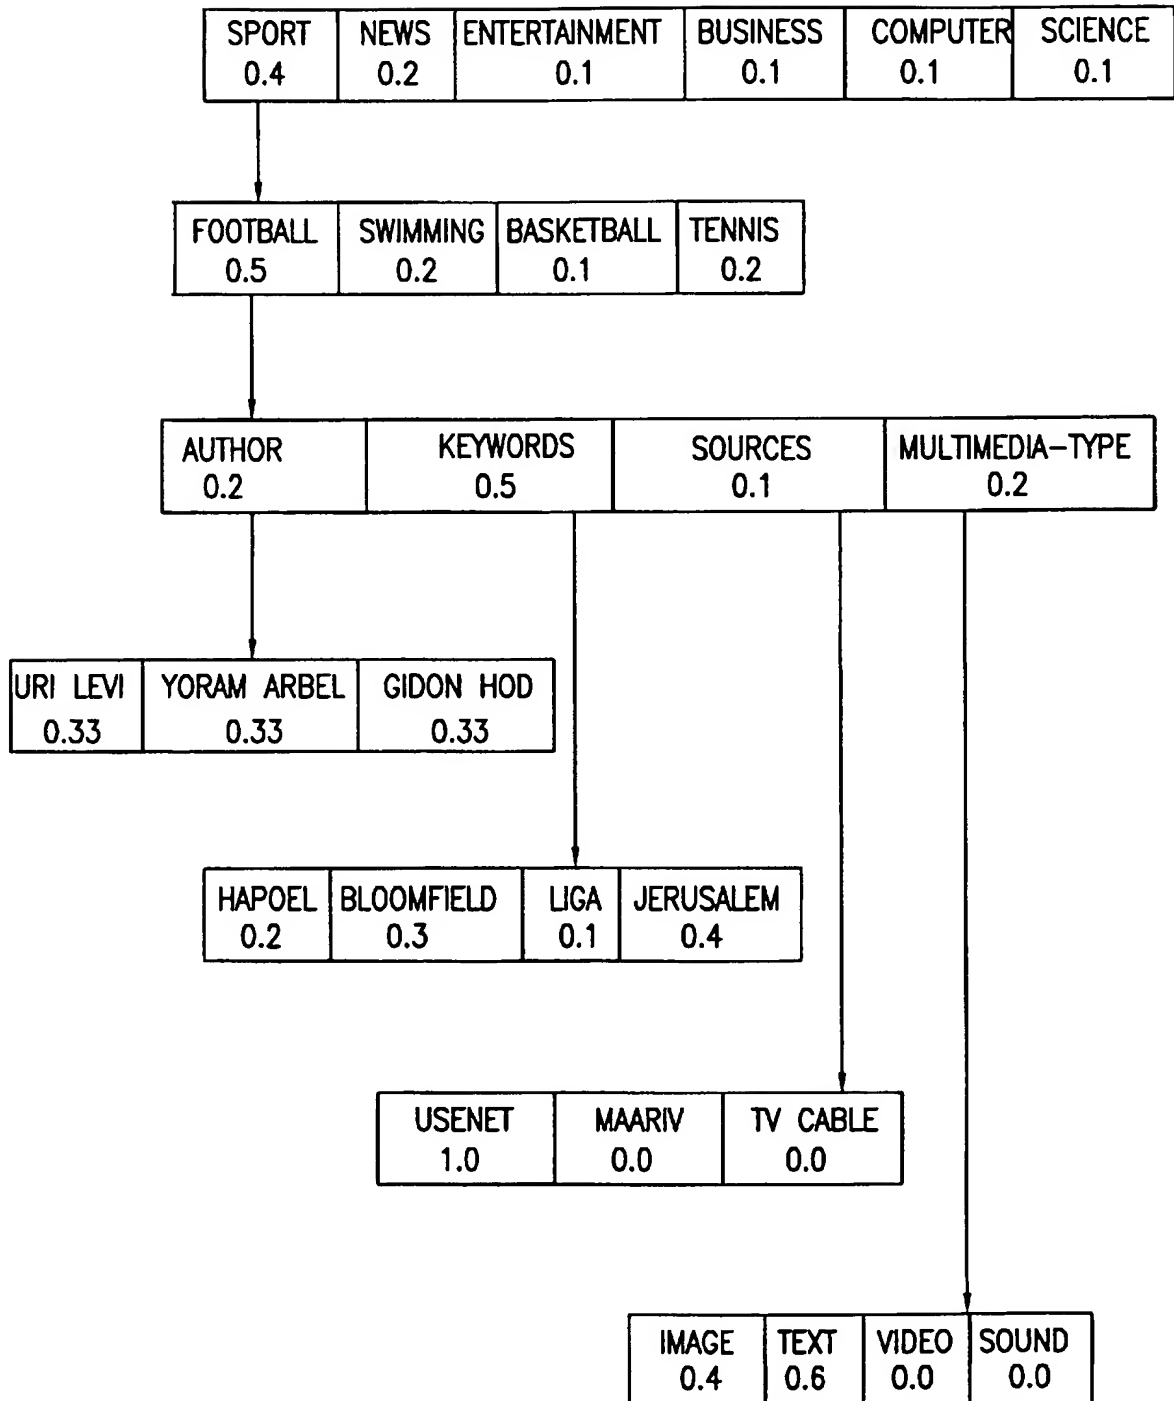 SPORT NEWS ENTERTAINMENT BUSINESS COMPUTER SCIENCE
0.4 0.2 0.1 0.1 0.1 0.1
FOOTBALL SWIMMING BASKETBALL TENNIS
0.5 0.2 0.1 0.2
AUTHOR KEYWORDS SOURCES MULTIMEDIA-TYPE
0.2 0.5 0.1 0.2
URI LEVI YORAM ARBEL GIDON HOD
0.33 0.33 0.33
HAPOEL BLOOMFIELD LIGA JERUSALEM
0.2 0.3 0.1 0.4
USENET MAARIV TV CABLE
1.0 0.0 0.0
IMAGE TEXT VIDEO SOUND
0.4 0.6 0.0 0.0